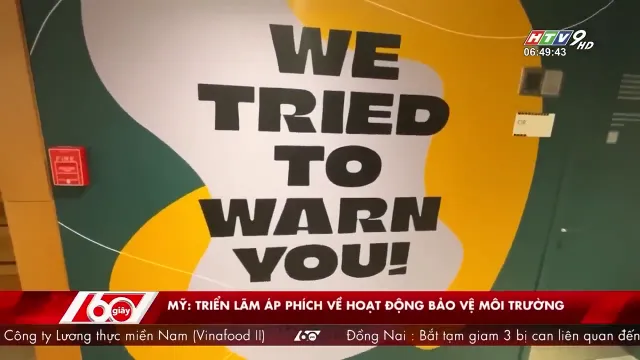 WE
TRIED
TO
WARN
YOU!
HTV9 HD
06:49:43
60 giây
MỸ: TRIỂN LÃM ÁP PHÍCH VỀ HOẠT ĐỘNG BẢO VỆ MÔI TRƯỜNG
Công ty Lương thực miền Nam (Vinafood II) 60 Đồng Nai : Bắt tạm giam 3 bị can liên quan đến